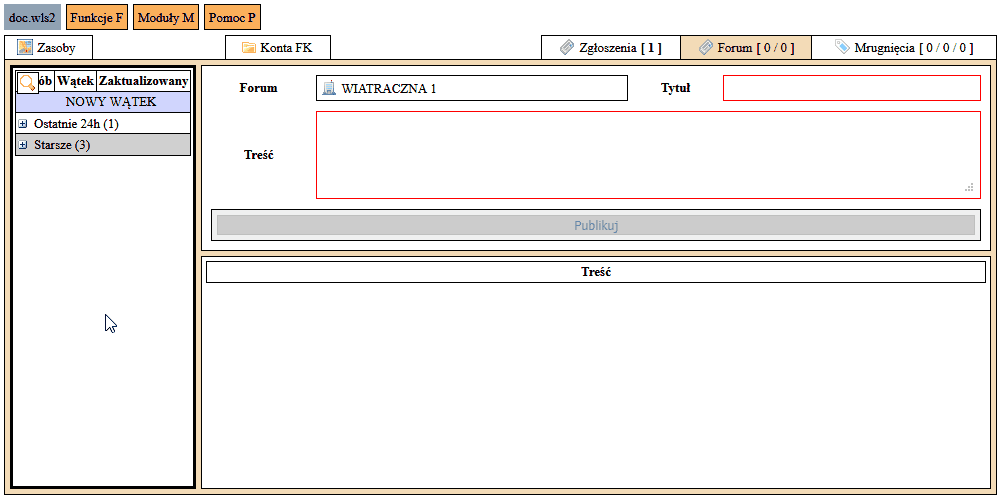 doc.wls2 Funkcje F Moduły M Pomoc P
Zasoby Konta FK Zgłoszenia [ 1 ] Forum [ 0 / 0 ] Mrugnięcia [ 0 / 0 / 0 ]
ób Wątek Zaktualizowany
NOWY WĄTEK
Ostatnie 24h (1)
Starsze (3)
Forum WIATRACZNA 1 Tytuł
Treść
Publikuj
Treść